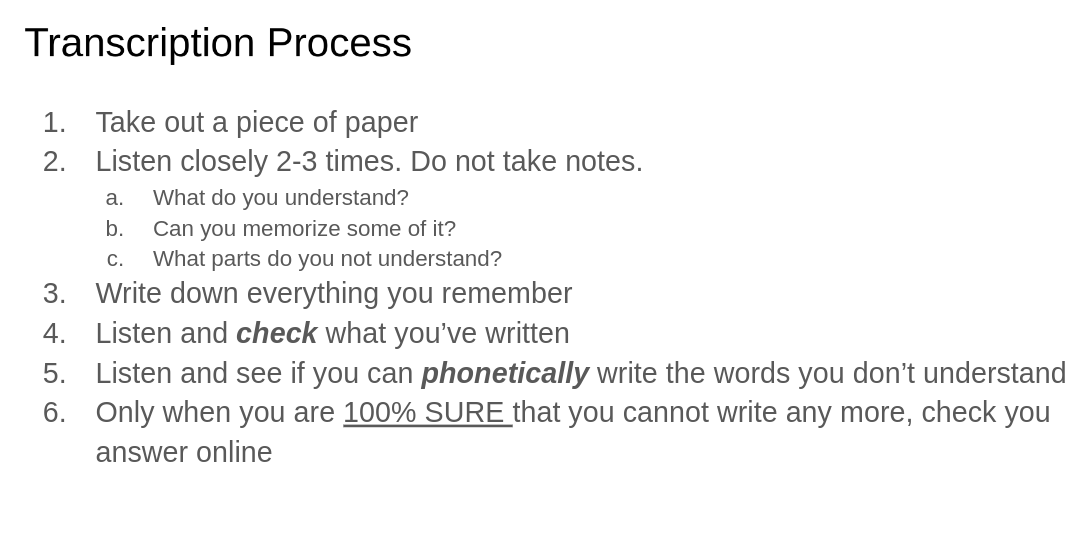 Transcription Process
1. Take out a piece of paper
2. Listen closely 2-3 times. Do not take notes.
a. What do you understand?
b. Can you memorize some of it?
c. What parts do you not understand?
3. Write down everything you remember
4. Listen and check what you’ve written
5. Listen and see if you can phonetically write the words you don’t understand
6. Only when you are 100% SURE that you cannot write any more, check you
answer online